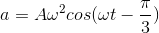 a = Aω²cos(ωt − π/3)